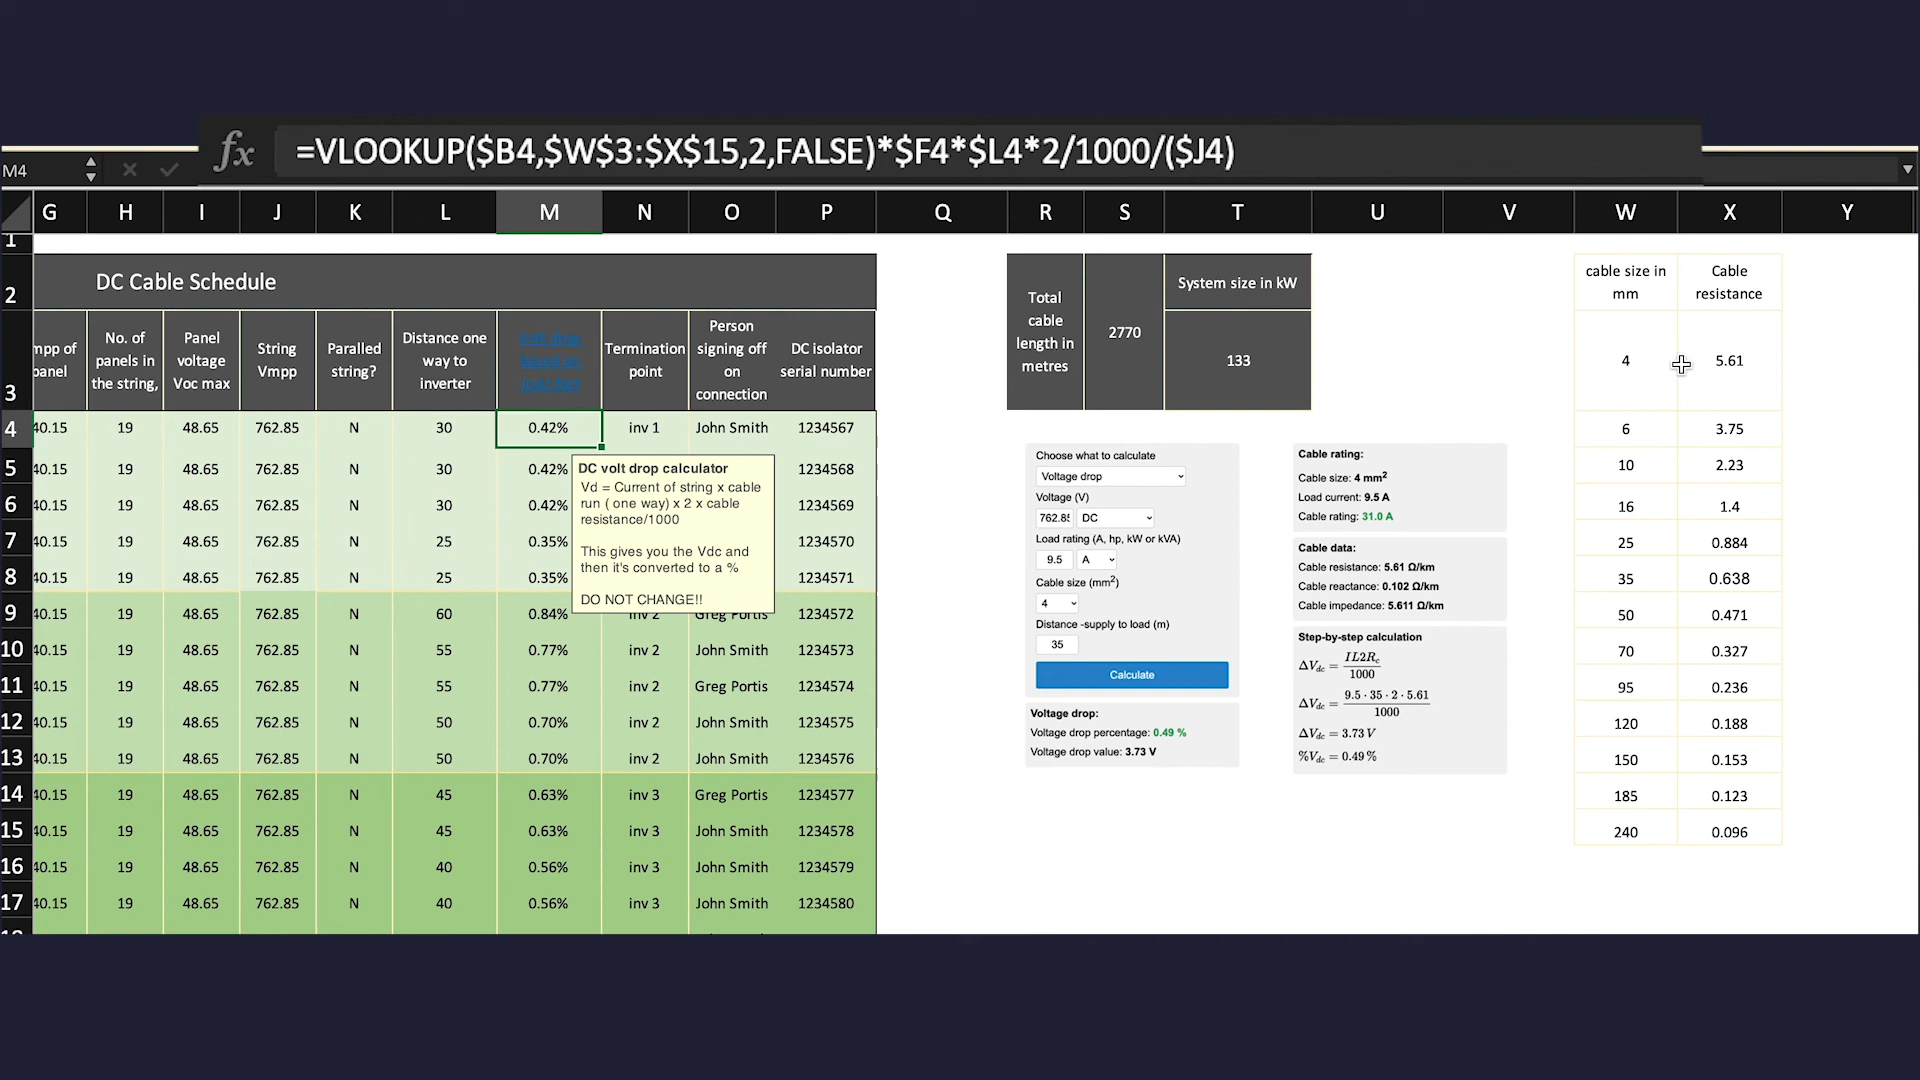 fx =VLOOKUP($B4,$W$3:$X$15,2,FALSE)*$F4*$L4*2/1000/($J4)
M4
G H I J K L M N O P Q R S T U V W X Y
1
2
DC Cable Schedule
3
mpp of
panel
No. of
panels in
the string,
Panel
voltage
Voc max
String
Vmpp
Paralled
string?
Distance one
way to
inverter
Volt drop
based on
Termination
point
Person
signing off
on
connection
DC isolator
serial number
4 40.15 19 48.65 762.85 N 30 0.42% inv 1 John Smith 1234567
5 40.15 19 48.65 762.85 N 30 0.42% 1234568
6 40.15 19 48.65 762.85 N 30 0.42% 1234569
7 40.15 19 48.65 762.85 N 25 0.35% 1234570
8 40.15 19 48.65 762.85 N 25 0.35% 1234571
9 40.15 19 48.65 762.85 N 60 0.84% inv 2 Greg Portis 1234572
10 40.15 19 48.65 762.85 N 55 0.77% inv 2 John Smith 1234573
11 40.15 19 48.65 762.85 N 55 0.77% inv 2 Greg Portis 1234574
12 40.15 19 48.65 762.85 N 50 0.70% inv 2 John Smith 1234575
13 40.15 19 48.65 762.85 N 50 0.70% inv 2 John Smith 1234576
14 40.15 19 48.65 762.85 N 45 0.63% inv 3 Greg Portis 1234577
15 40.15 19 48.65 762.85 N 45 0.63% inv 3 John Smith 1234578
16 40.15 19 48.65 762.85 N 40 0.56% inv 3 John Smith 1234579
17 40.15 19 48.65 762.85 N 40 0.56% inv 3 John Smith 1234580
18
DC volt drop calculator
Vd = Current of string x cable
run ( one way) x 2 x cable
resistance/1000
This gives you the Vdc and
then it's converted to a %
DO NOT CHANGE!!
Total
cable
length in
metres
2770
System size in kW
133
Choose what to calculate
Voltage drop
Voltage (V)
762.85 DC
Load rating (A, hp, kW or kVA)
9.5 A
Cable size (mm²)
4
Distance -supply to load (m)
35
Calculate
Voltage drop:
Voltage drop percentage: 0.49 %
Voltage drop value: 3.73 V
Cable rating:
Cable size: 4 mm²
Load current: 9.5 A
Cable rating: 31.0 A
Cable data:
Cable resistance: 5.61 Ω/km
Cable reactance: 0.102 Ω/km
Cable impedance: 5.611 Ω/km
Step-by-step calculation
ΔVdc = IL2Rc / 1000
ΔVdc = 9.5 · 35 · 2 · 5.61 / 1000
ΔVdc = 3.73 V
%Vdc = 0.49 %
cable size in
mm
Cable
resistance
4 5.61
6 3.75
10 2.23
16 1.4
25 0.884
35 0.638
50 0.471
70 0.327
95 0.236
120 0.188
150 0.153
185 0.123
240 0.096